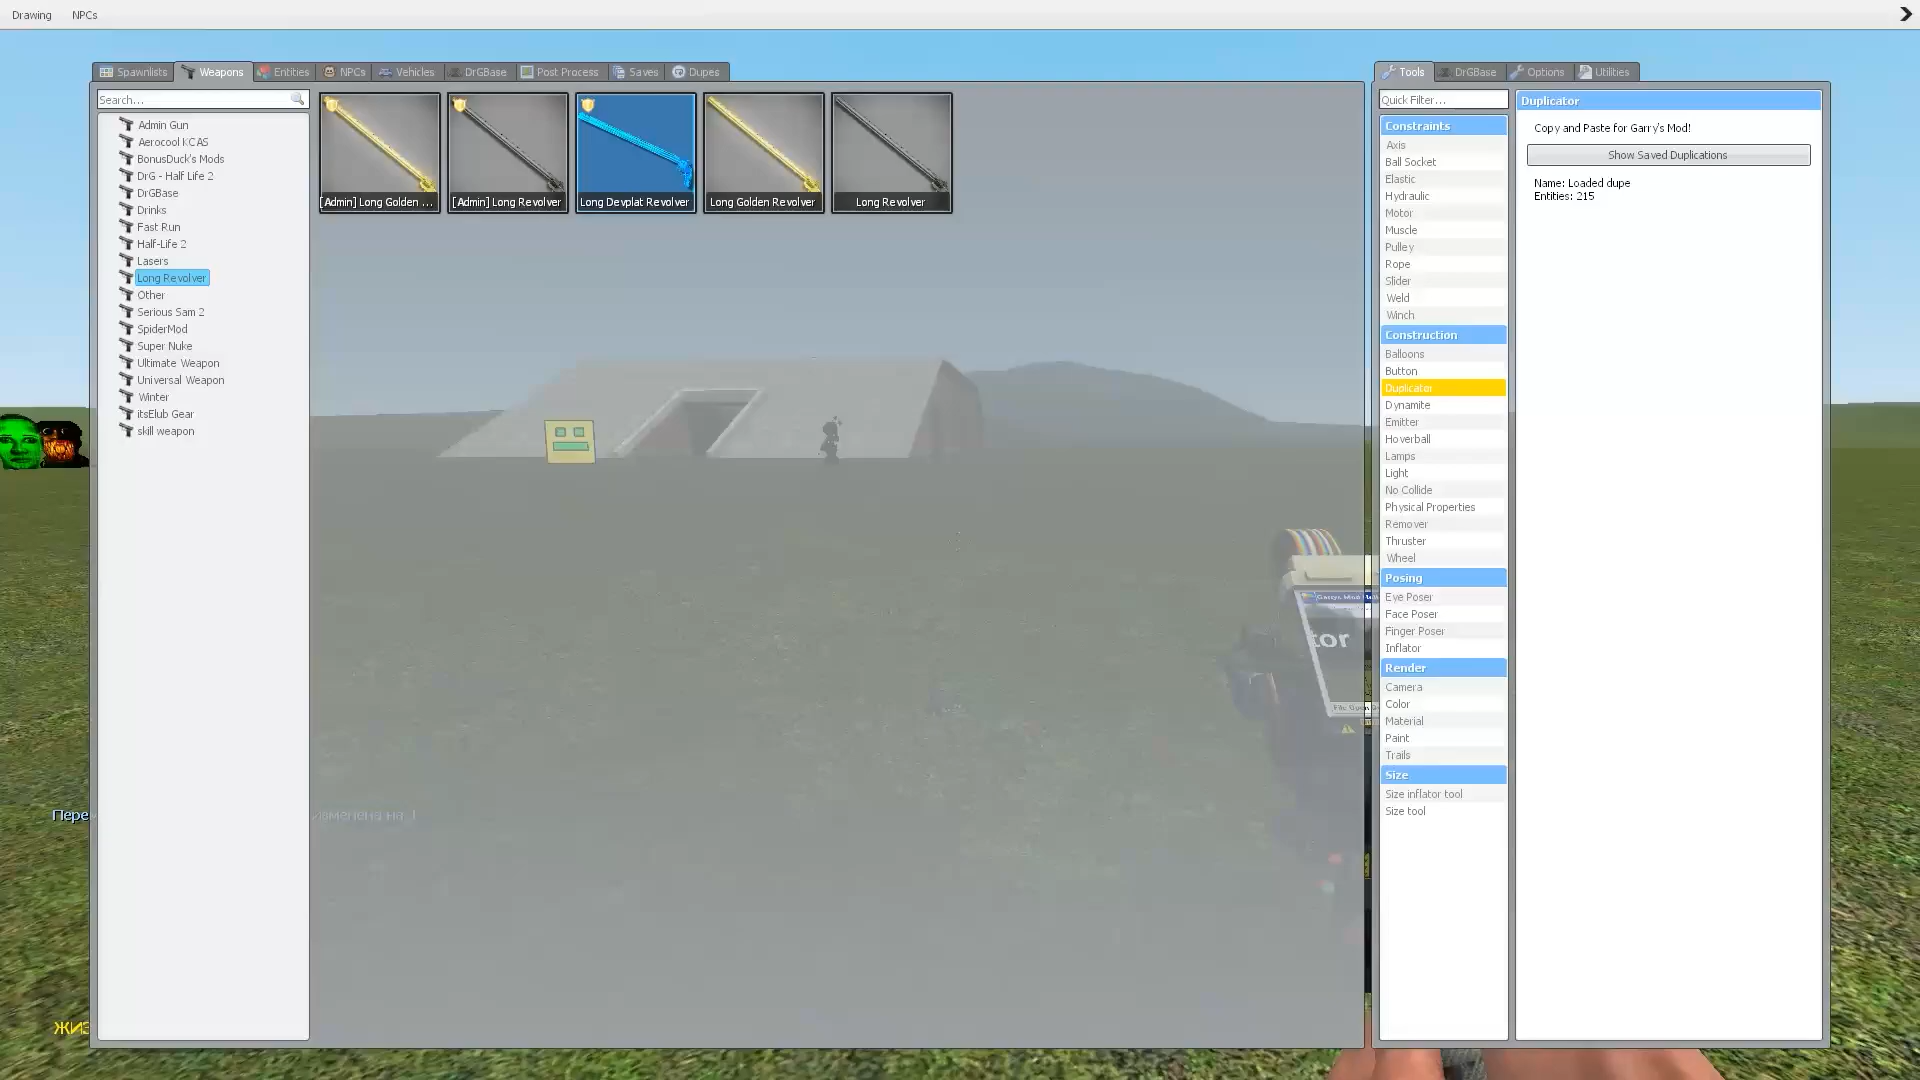 Drawing NPCs
Spawnlists Weapons Entities NPCs Vehicles DrGBase Post Process Saves Dupes
Search...
Admin Gun
Aerocool KCAS
BonusDuck's Mods
DrG - Half Life 2
DrGBase
Drinks
Fast Run
Half-Life 2
Lasers
Long Revolver
Other
Serious Sam 2
SpiderMod
Super Nuke
Ultimate Weapon
Universal Weapon
Winter
itsElub Gear
skill weapon
[Admin] Long Golden ...
[Admin] Long Revolver
Long Devplat Revolver
Long Golden Revolver
Long Revolver
Пере
изменена на 1
ЖИЗ
tor
Tools DrGBase Options Utilities
Quick Filter...
Constraints
Axis
Ball Socket
Elastic
Hydraulic
Motor
Muscle
Pulley
Rope
Slider
Weld
Winch
Construction
Balloons
Button
Duplicator
Dynamite
Emitter
Hoverball
Lamps
Light
No Collide
Physical Properties
Remover
Thruster
Wheel
Posing
Eye Poser
Face Poser
Finger Poser
Inflator
Render
Camera
Color
Material
Paint
Trails
Size
Size inflator tool
Size tool
Duplicator
Copy and Paste for Garry's Mod!
Show Saved Duplications
Name: Loaded dupe
Entities: 215